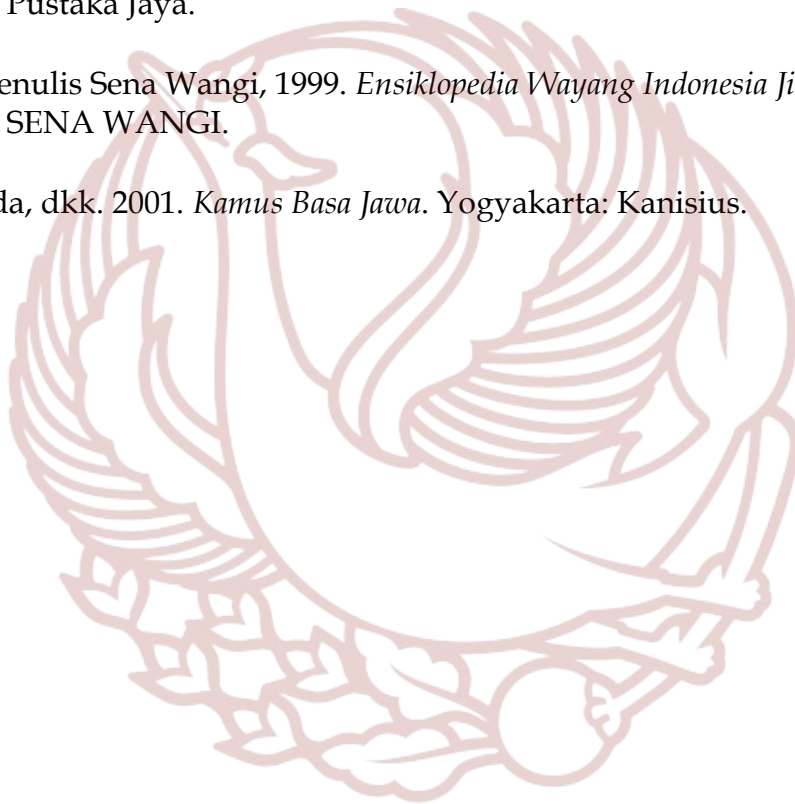 Pustaka Jaya.
enulis Sena Wangi, 1999. Ensiklopedia Wayang Indonesia Ji
SENA WANGI.
da, dkk. 2001. Kamus Basa Jawa. Yogyakarta: Kanisius.